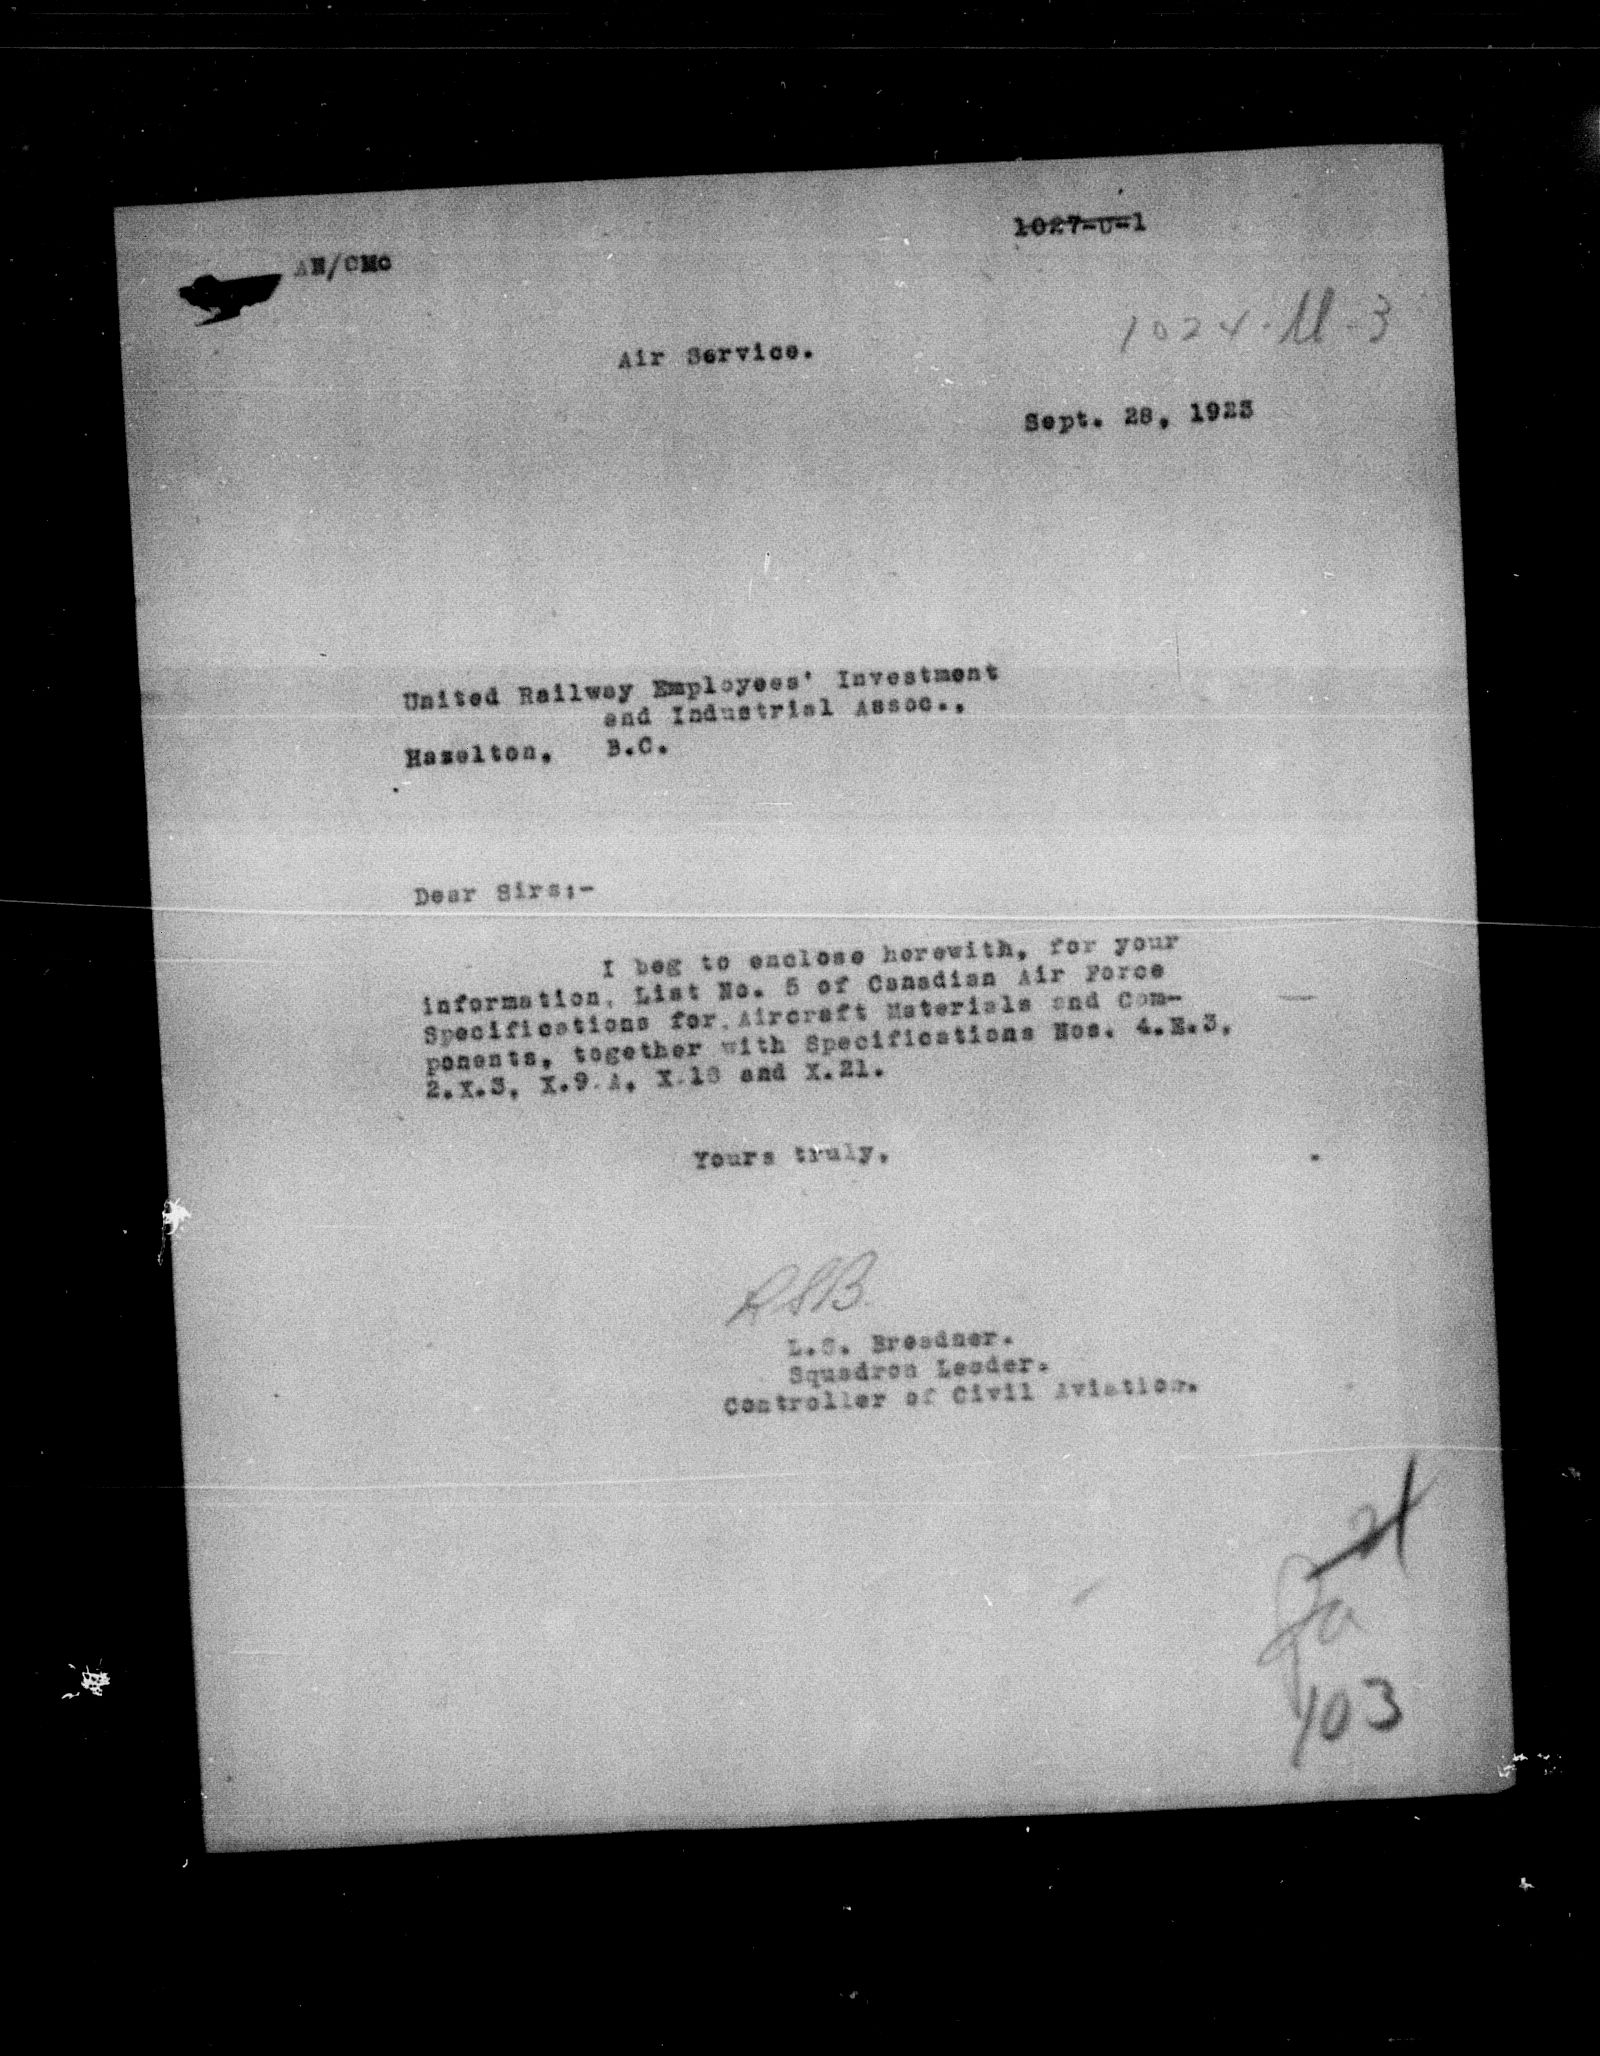 1027-U-1
AH/CMC
1024-U-3
Air Service.
Sept. 28, 1923
United Railway Employees' Investment
and Industrial Assoc.,
Hazelton, B.C.
Dear Sirs:-
I beg to enclose herewith, for your
information, List No. 5 of Canadian Air Force
Specifications for Aircraft Materials and Com-
ponents, together with Specifications Nos. 4.E.3,
2.X.3, X.9.A, X.18 and X.21.
Yours truly,
L.S. Breadner.
Squadron Leader.
Controller of Civil Aviation.
103